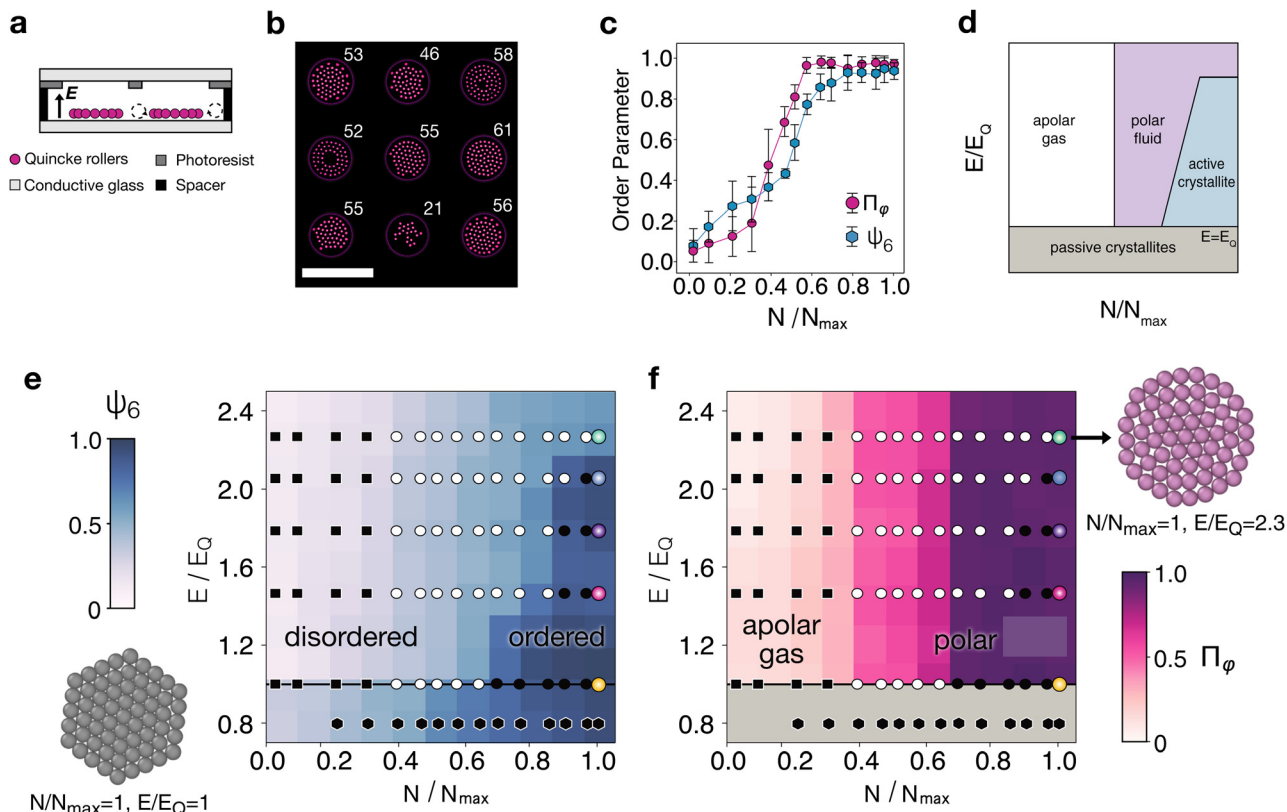 a
E
Quincke rollers
Photoresist
Conductive glass
Spacer
b
53
46
58
52
55
61
55
21
56
c
Order Parameter
1.0
0.8
0.6
0.4
0.2
0.0
Πφ
ψ6
0.0 0.2 0.4 0.6 0.8 1.0
N/Nmax
d
E/EQ
apolar
gas
polar
fluid
active
crystallite
E=EQ
passive crystallites
N/Nmax
e
ψ6
1.0
0.5
0
N/Nmax=1, E/EQ=1
E / EQ
2.4
2.0
1.6
1.2
0.8
disordered
ordered
0.0 0.2 0.4 0.6 0.8 1.0
N / Nmax
f
E / EQ
2.4
2.0
1.6
1.2
0.8
apolar
gas
polar
0.0 0.2 0.4 0.6 0.8 1.0
N / Nmax
N/Nmax=1, E/EQ=2.3
1.0
0.5
0
Πφ